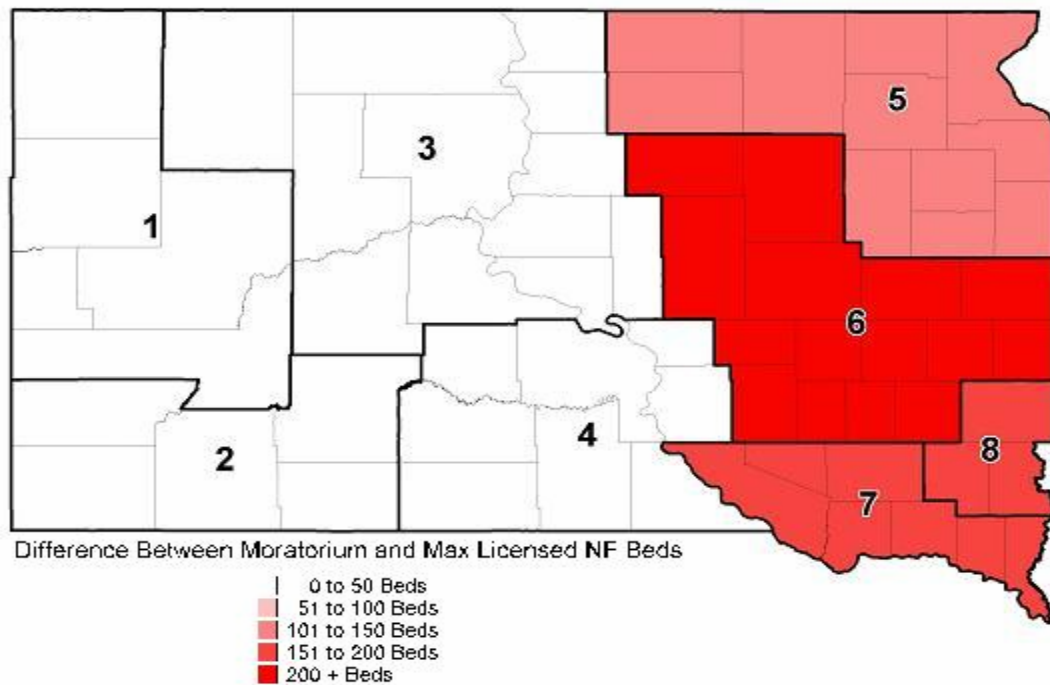 5
3
1
6
4
8
2
7
Difference Between Moratorium and Max Licensed NF Beds
0 to 50 Beds
51 to 100 Beds
101 to 150 Beds
151 to 200 Beds
200 + Beds